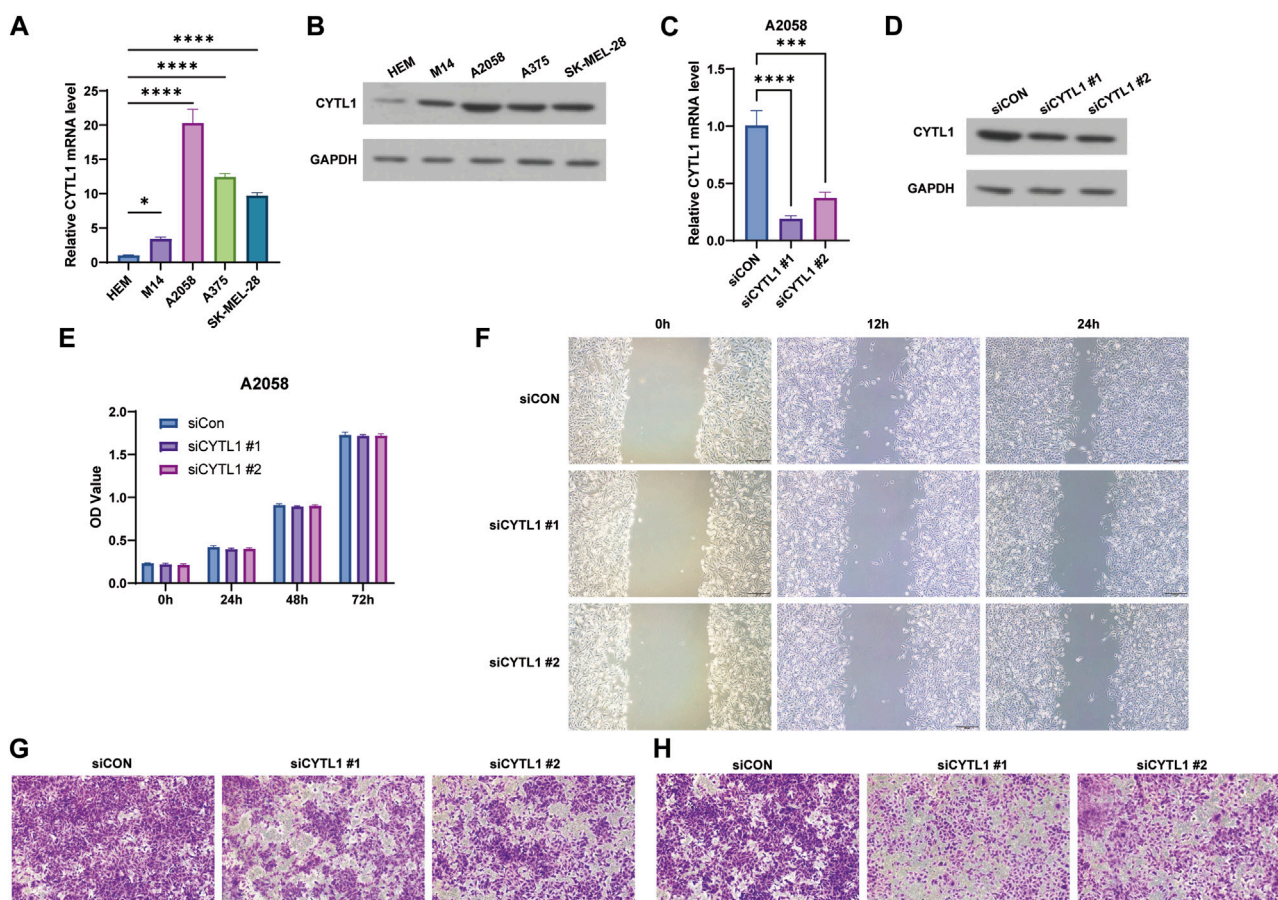 A
****
****
****
*
Relative CYTL1 mRNA level
25
20
15
10
5
0
HEM
M14
A2058
A375
SK-MEL-28
B
HEM
M14
A2058
A375
SK-MEL-28
CYTL1
GAPDH
C
A2058
***
****
Relative CYTL1 mRNA level
1.5
1.0
0.5
0.0
siCON
siCYTL1 #1
siCYTL1 #2
D
siCON
siCYTL1 #1
siCYTL1 #2
CYTL1
GAPDH
E
A2058
OD Value
2.0
1.5
1.0
0.5
0.0
siCon
siCYTL1 #1
siCYTL1 #2
0h
24h
48h
72h
F
0h
12h
24h
siCON
siCYTL1 #1
siCYTL1 #2
G
siCON
siCYTL1 #1
siCYTL1 #2
H
siCON
siCYTL1 #1
siCYTL1 #2